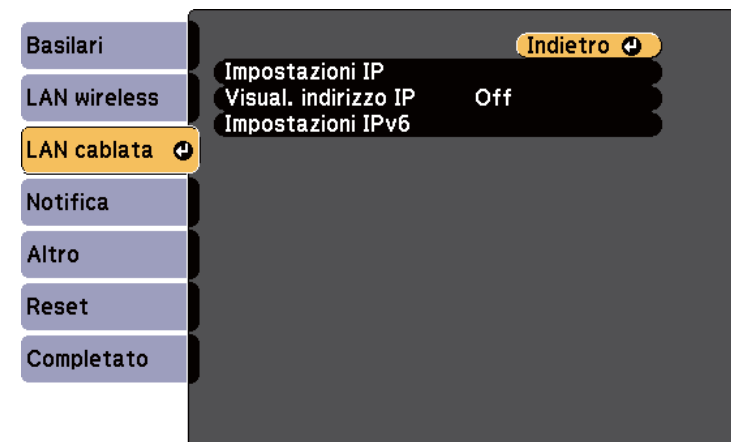 Basilari
LAN wireless
LAN cablata
Notifica
Altro
Reset
Completato
Indietro
Impostazioni IP
Visual. indirizzo IP Off
Impostazioni IPv6